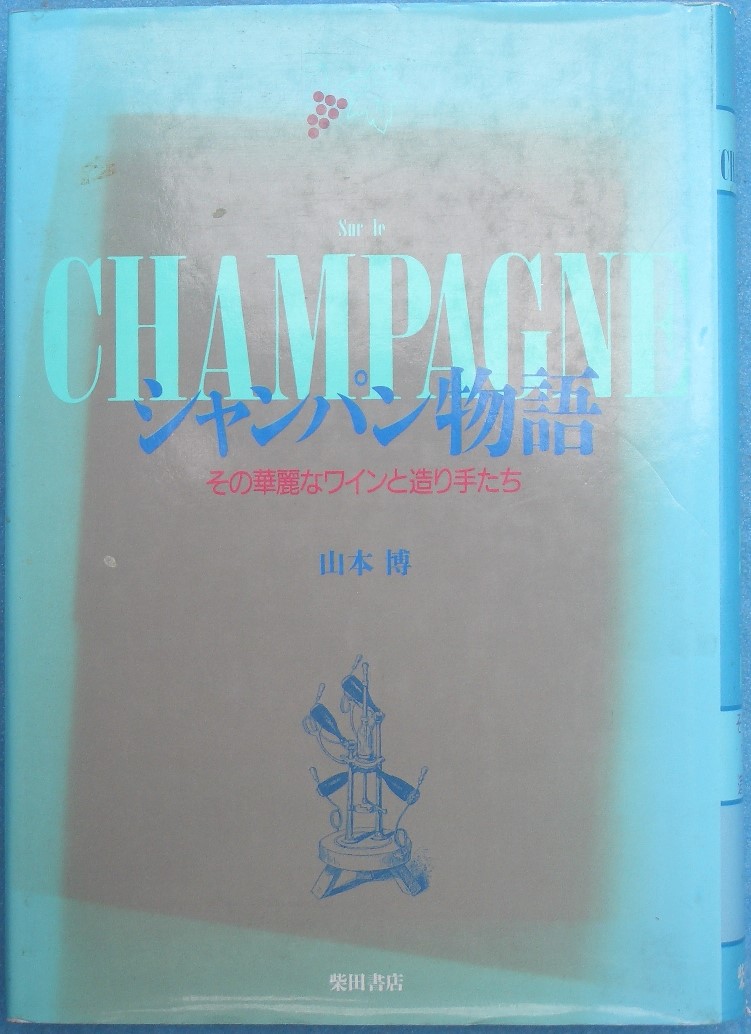 Sur le
CHAMPAGNE
シャンパン物語
その華麗なワインと造り手たち
山本 博
柴田書店